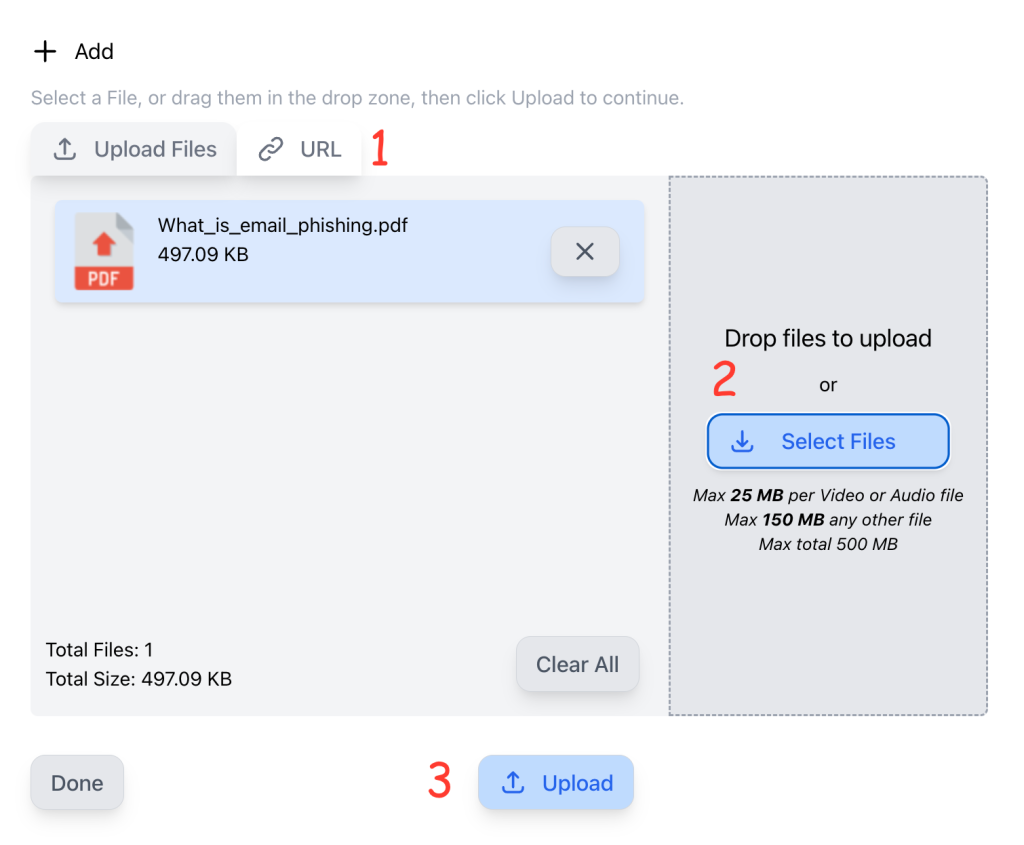 Add
Select a File, or drag them in the drop zone, then click Upload to continue.
Upload Files
URL
1
What_is_email_phishing.pdf
497.09 KB
PDF
Drop files to upload
2
or
Select Files
Max 25 MB per Video or Audio file
Max 150 MB any other file
Max total 500 MB
Total Files: 1
Total Size: 497.09 KB
Clear All
Done
3
Upload